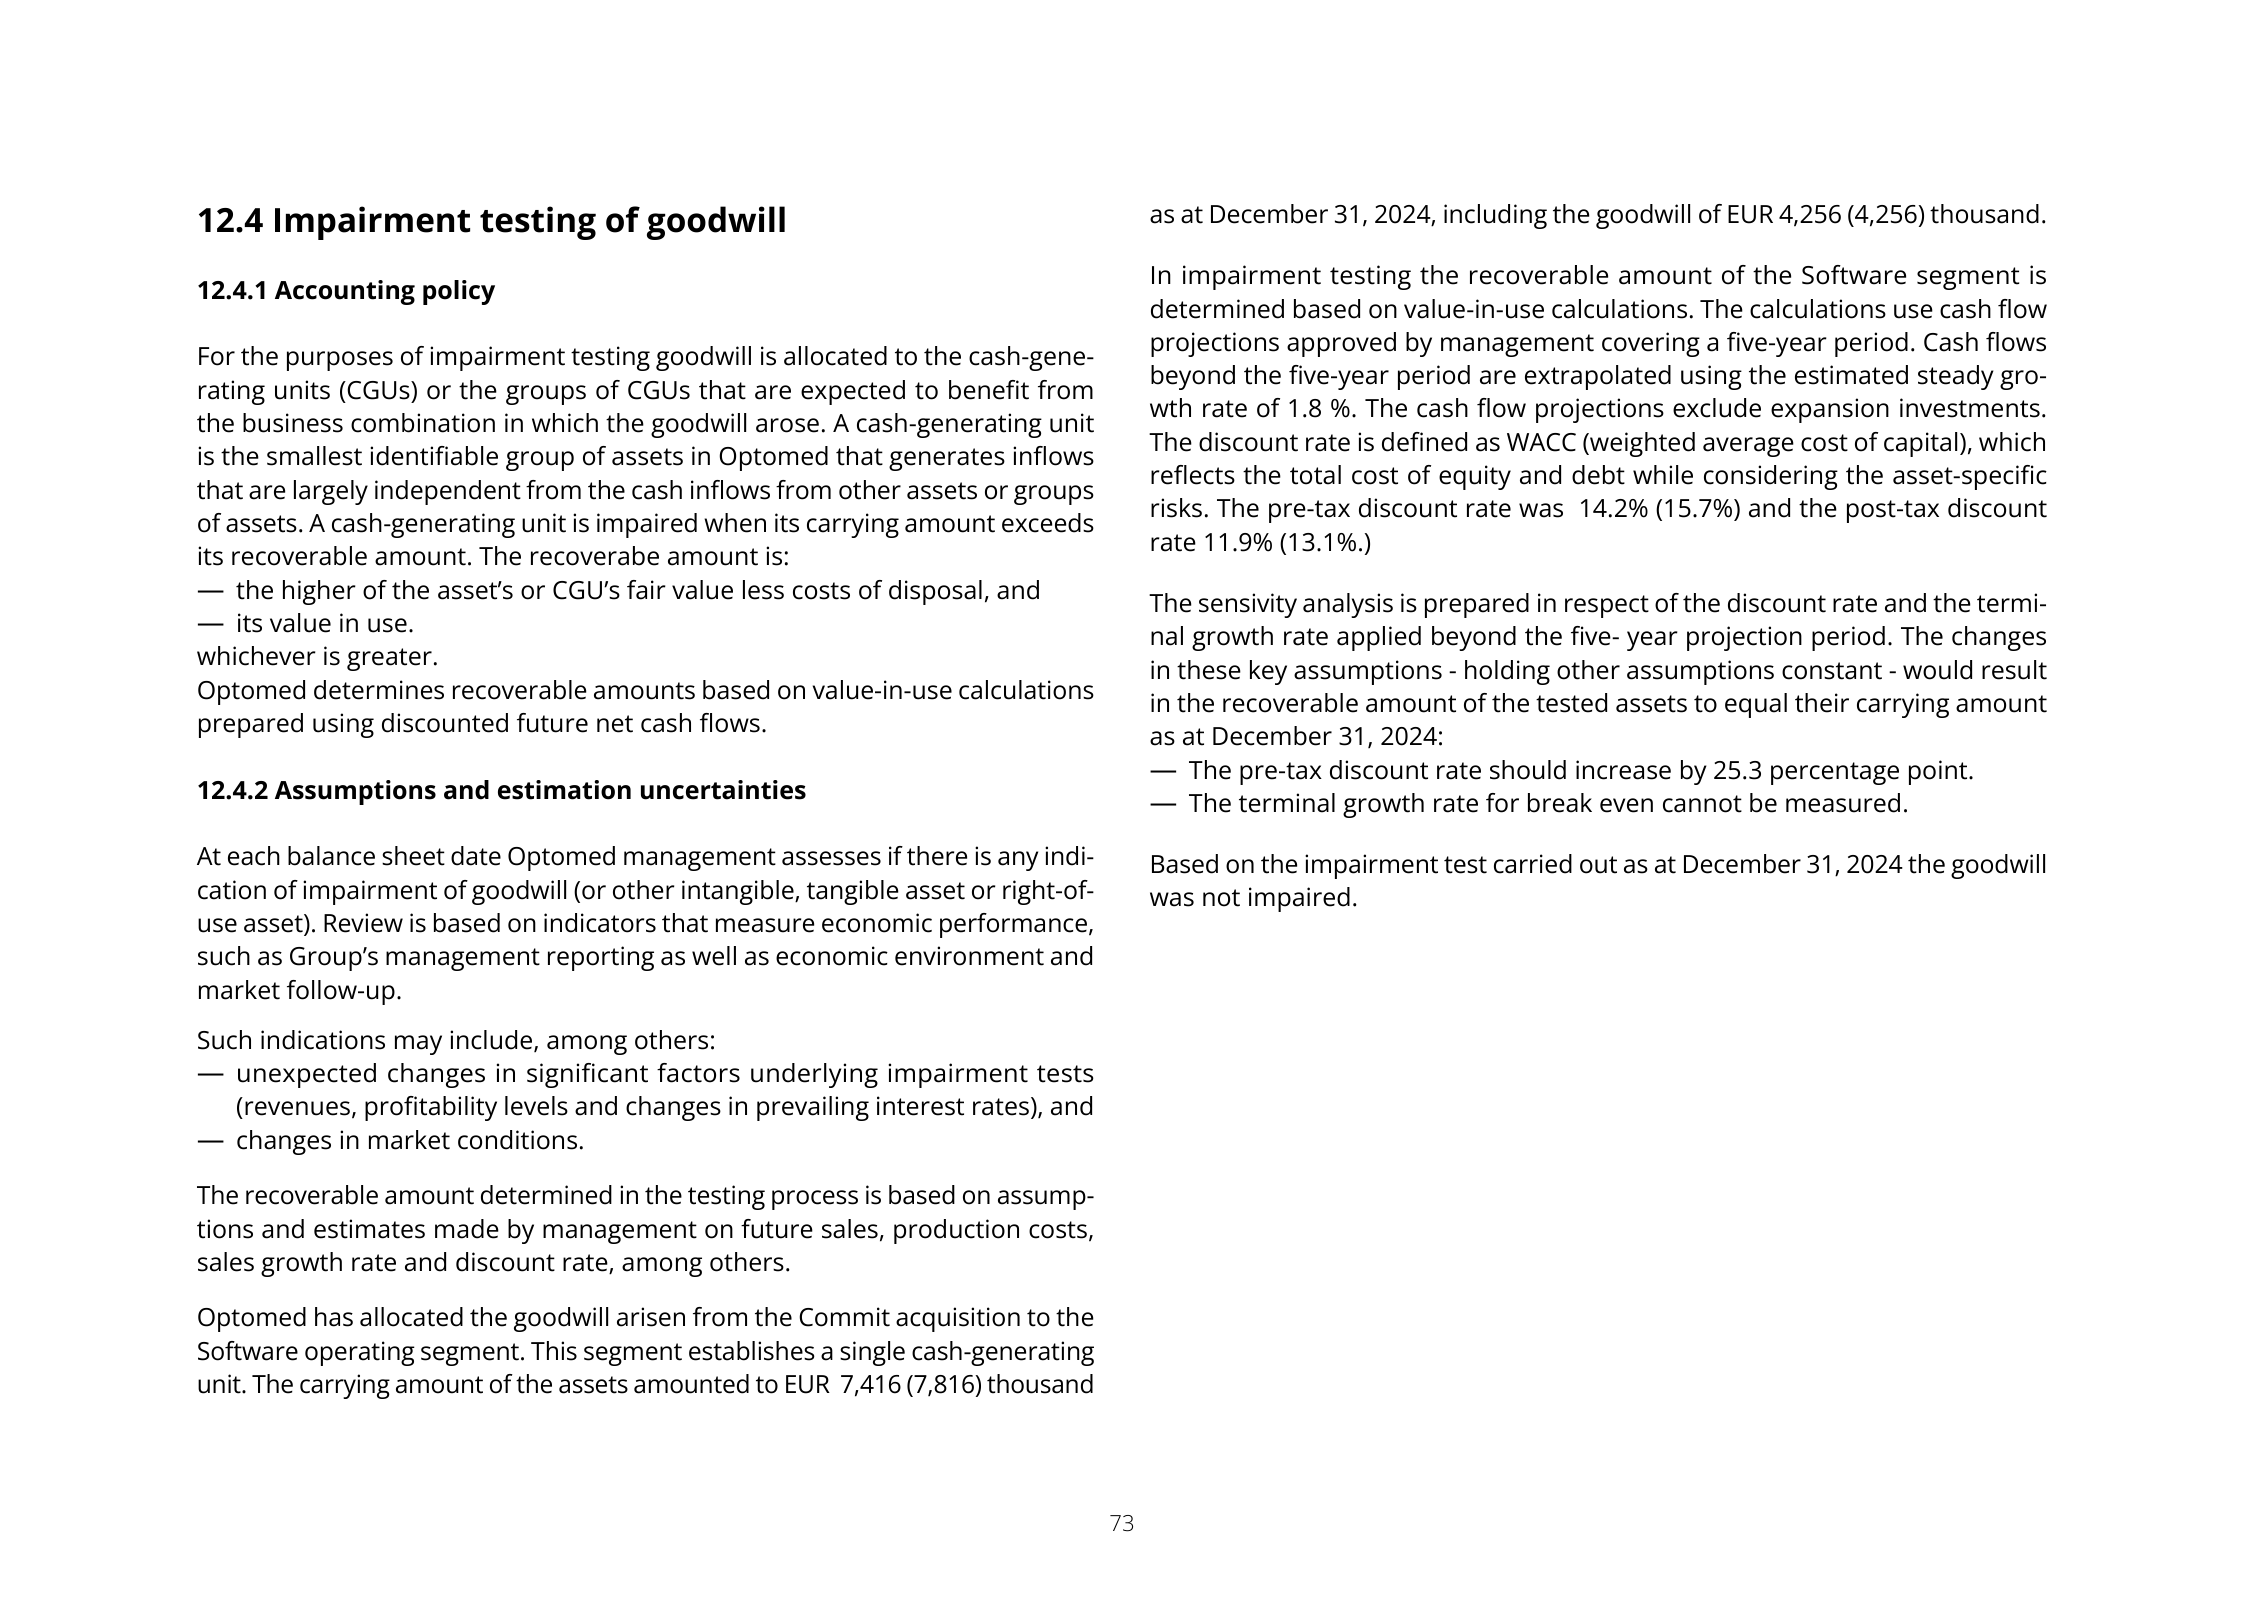 12.4 Impairment testing of goodwill
12.4.1 Accounting policy
For the purposes of impairment testing goodwill is allocated to the cash-gene-
rating units (CGUs) or the groups of CGUs that are expected to benefit from
the business combination in which the goodwill arose. A cash-generating unit
is the smallest identifiable group of assets in Optomed that generates inflows
that are largely independent from the cash inflows from other assets or groups
of assets. A cash-generating unit is impaired when its carrying amount exceeds
its recoverable amount. The recoverabe amount is:
— the higher of the asset’s or CGU’s fair value less costs of disposal, and
— its value in use.
whichever is greater.
Optomed determines recoverable amounts based on value-in-use calculations
prepared using discounted future net cash flows.
12.4.2 Assumptions and estimation uncertainties
At each balance sheet date Optomed management assesses if there is any indi-
cation of impairment of goodwill (or other intangible, tangible asset or right-of-
use asset). Review is based on indicators that measure economic performance,
such as Group’s management reporting as well as economic environment and
market follow-up.
Such indications may include, among others:
— unexpected changes in significant factors underlying impairment tests
(revenues, profitability levels and changes in prevailing interest rates), and
— changes in market conditions.
The recoverable amount determined in the testing process is based on assump-
tions and estimates made by management on future sales, production costs,
sales growth rate and discount rate, among others.
Optomed has allocated the goodwill arisen from the Commit acquisition to the
Software operating segment. This segment establishes a single cash-generating
unit. The carrying amount of the assets amounted to EUR 7,416 (7,816) thousand
as at December 31, 2024, including the goodwill of EUR 4,256 (4,256) thousand.
In impairment testing the recoverable amount of the Software segment is
determined based on value-in-use calculations. The calculations use cash flow
projections approved by management covering a five-year period. Cash flows
beyond the five-year period are extrapolated using the estimated steady gro-
wth rate of 1.8 %. The cash flow projections exclude expansion investments.
The discount rate is defined as WACC (weighted average cost of capital), which
reflects the total cost of equity and debt while considering the asset-specific
risks. The pre-tax discount rate was 14.2% (15.7%) and the post-tax discount
rate 11.9% (13.1%.)
The sensivity analysis is prepared in respect of the discount rate and the termi-
nal growth rate applied beyond the five- year projection period. The changes
in these key assumptions - holding other assumptions constant - would result
in the recoverable amount of the tested assets to equal their carrying amount
as at December 31, 2024:
— The pre-tax discount rate should increase by 25.3 percentage point.
— The terminal growth rate for break even cannot be measured.
Based on the impairment test carried out as at December 31, 2024 the goodwill
was not impaired.
73